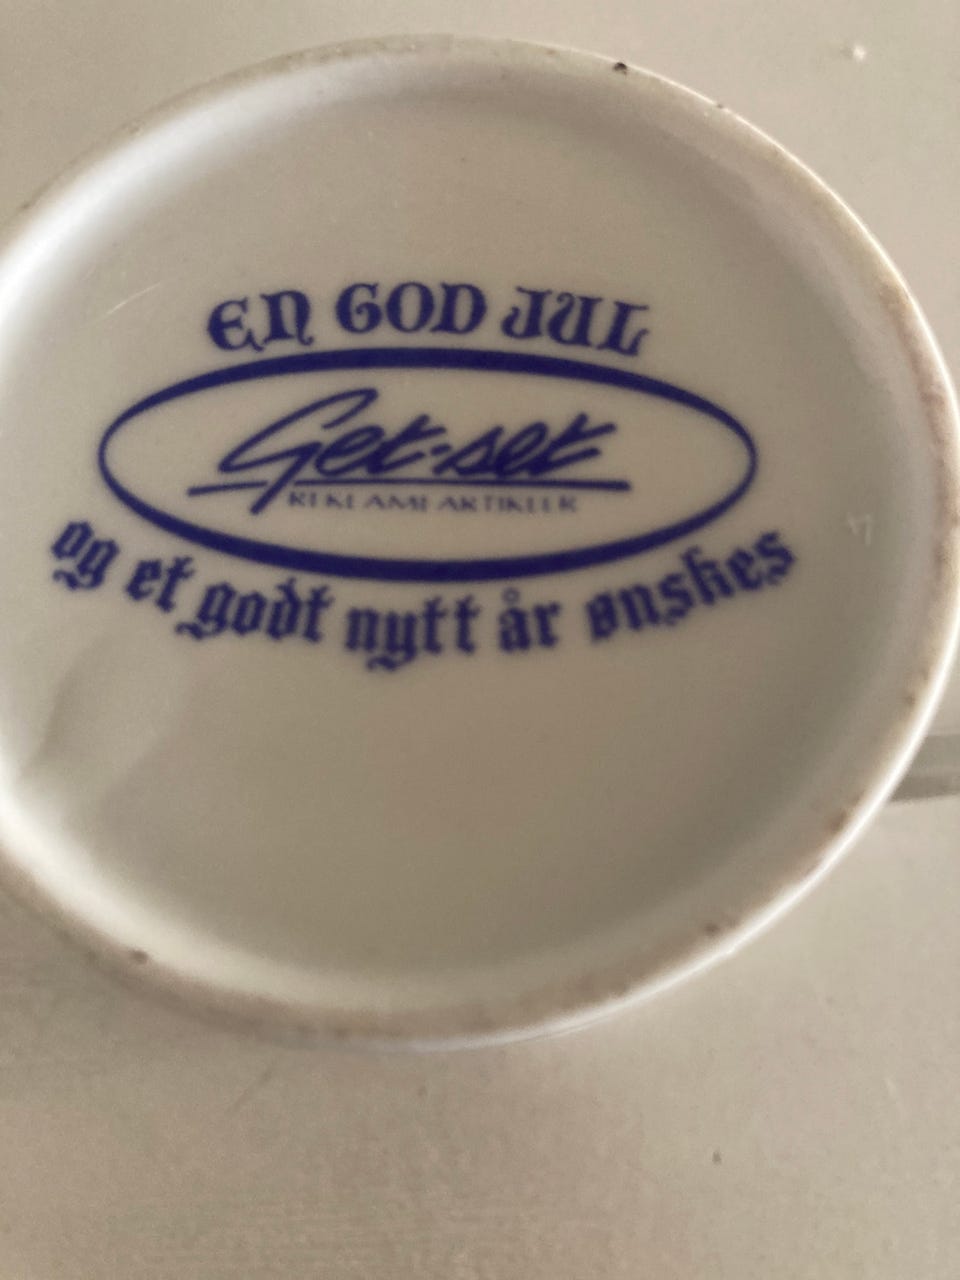 EN GOD JUL
Get-set
REKLAMEARTIKLER
og et godt nytt år ønskes